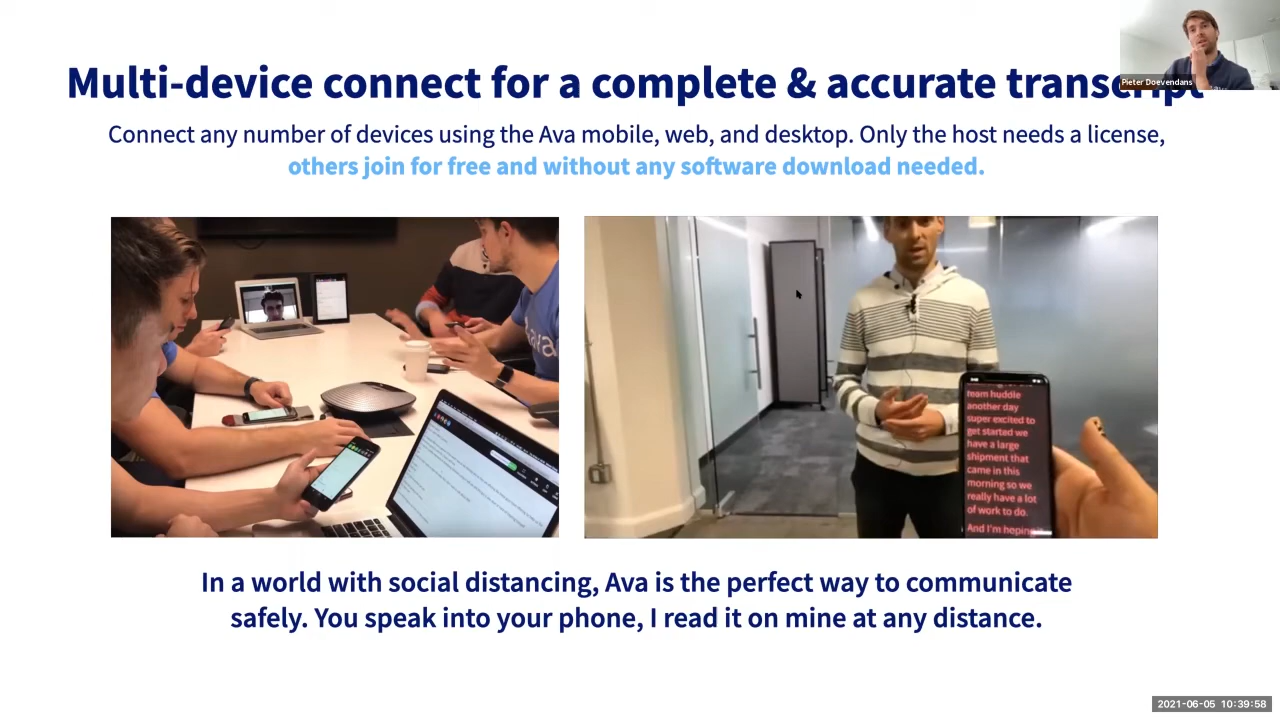 Multi-device connect for a complete & accurate transcript
Pieter Doevendans
Connect any number of devices using the Ava mobile, web, and desktop. Only the host needs a license,
others join for free and without any software download needed.
team huddle
another day
super excited to
get started we
have a large
shipment that
came in this
morning so we
really have a lot
of work to do.
And I'm hoping
In a world with social distancing, Ava is the perfect way to communicate
safely. You speak into your phone, I read it on mine at any distance.
2021-06-05 10:39:58